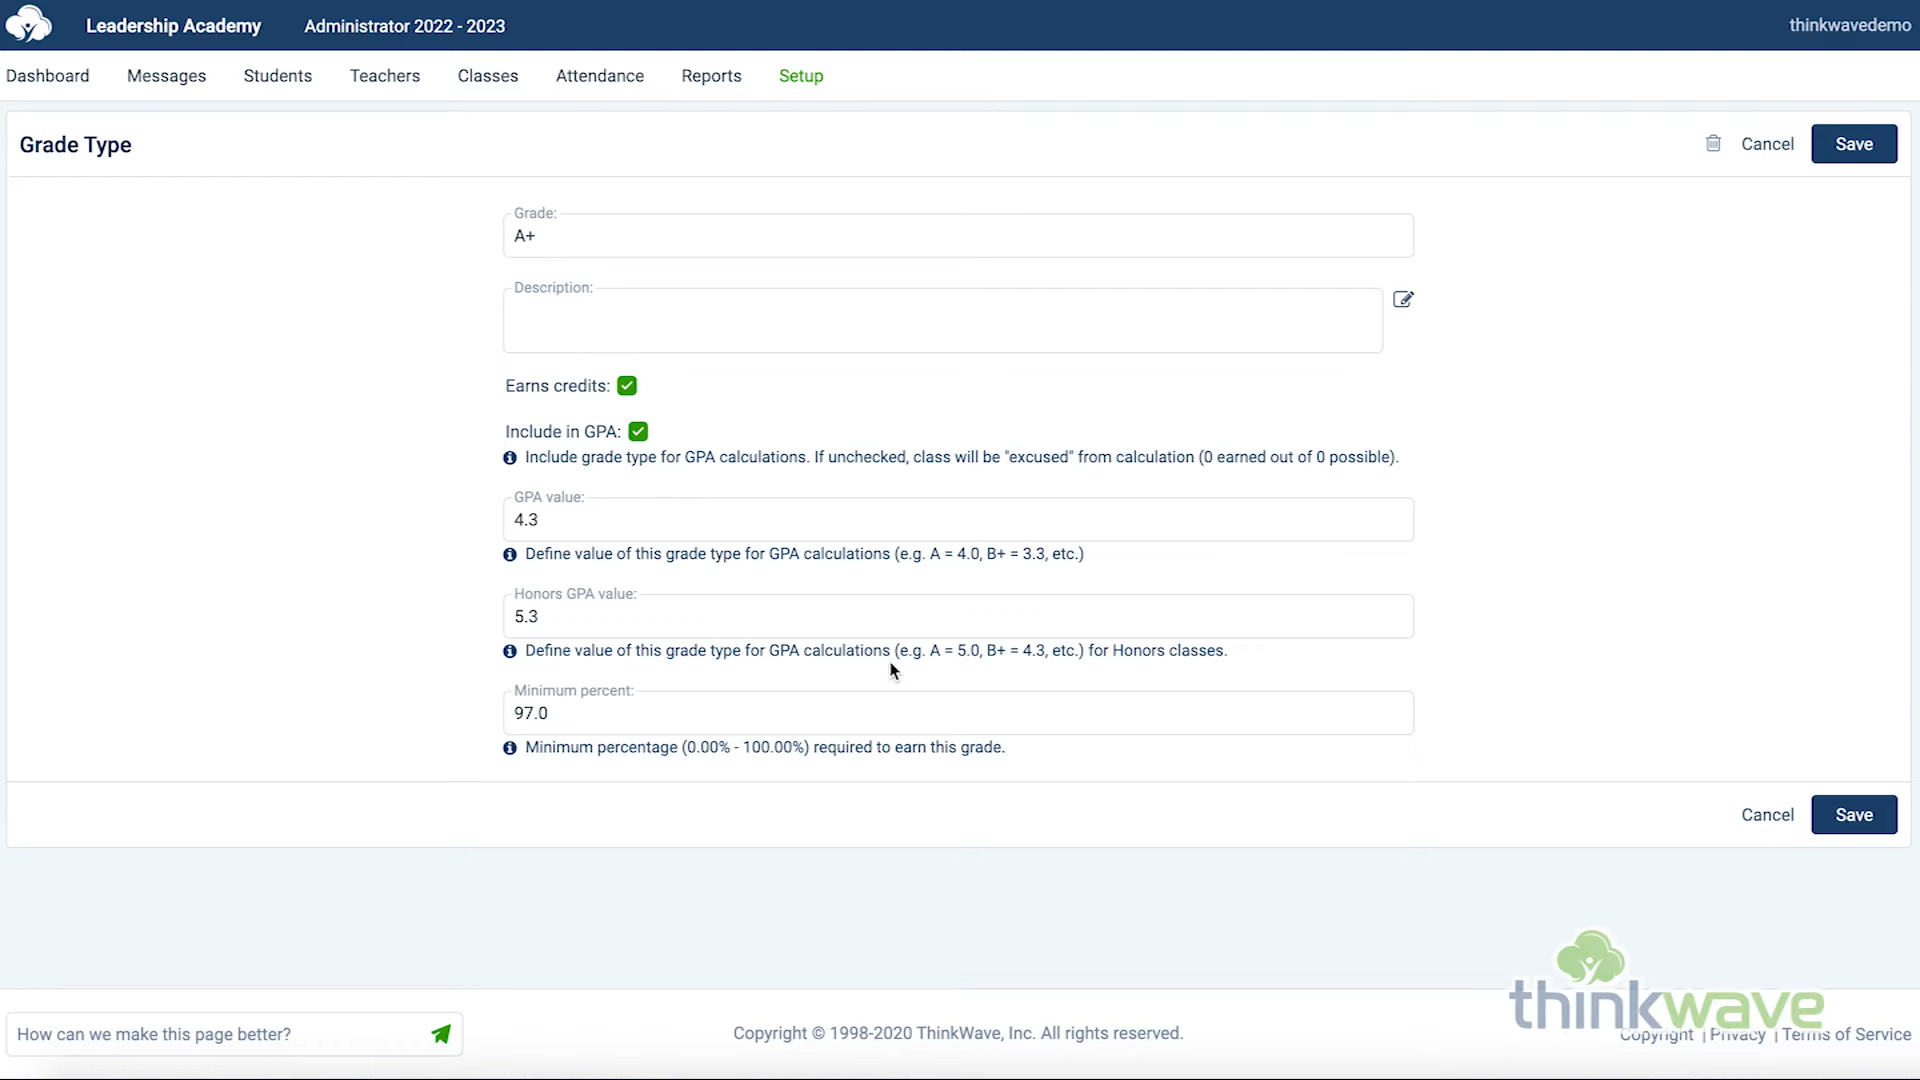 Leadership Academy Administrator 2022 - 2023 thinkwavedemo
Dashboard Messages Students Teachers Classes Attendance Reports Setup
Grade Type Cancel Save
Grade:
A+
Description:
Earns credits:
Include in GPA:
Include grade type for GPA calculations. If unchecked, class will be "excused" from calculation (0 earned out of 0 possible).
GPA value:
4.3
Define value of this grade type for GPA calculations (e.g. A = 4.0, B+ = 3.3, etc.)
Honors GPA value:
5.3
Define value of this grade type for GPA calculations (e.g. A = 5.0, B+ = 4.3, etc.) for Honors classes.
Minimum percent:
97.0
Minimum percentage (0.00% - 100.00%) required to earn this grade.
Cancel Save
thinkwave
How can we make this page better? Copyright © 1998-2020 ThinkWave, Inc. All rights reserved. Copyright | Privacy | Terms of Service